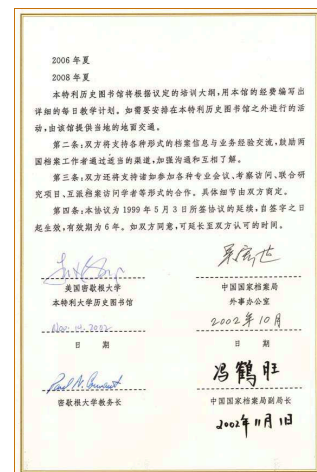 2006 年夏
2008 年夏
本特利历史图书馆将根据议定的培训大纲,用本馆的经费编写出
详细的每日教学计划。如需要安排在本特利历史图书馆之外进行的活
动,由该馆提供当地的地面交通。
第二条:双方将支持各种形式的档案信息与业务经验交流,鼓励两
国档案工作者通过适当的渠道,加强沟通和互相了解。
第三条:双方还将支持诸如参加各种专业会议、考察访问、联合研
究项目、互派档案访问学者等形式的合作。具体细节由双方商定。
第四条:本协议为 1999 年 5 月 3 日所签协议的延续,自签字之日
起生效,有效期为 6 年。如双方同意,可延长至双方认可的时间。
美国密歇根大学
本特利大学历史图书馆
Nov. 14, 2002
日 期
密歇根大学教务长
中国国家档案局
外事办公室
2002年10月
日 期
冯鹤旺
中国国家档案局副局长
2002年11月1日